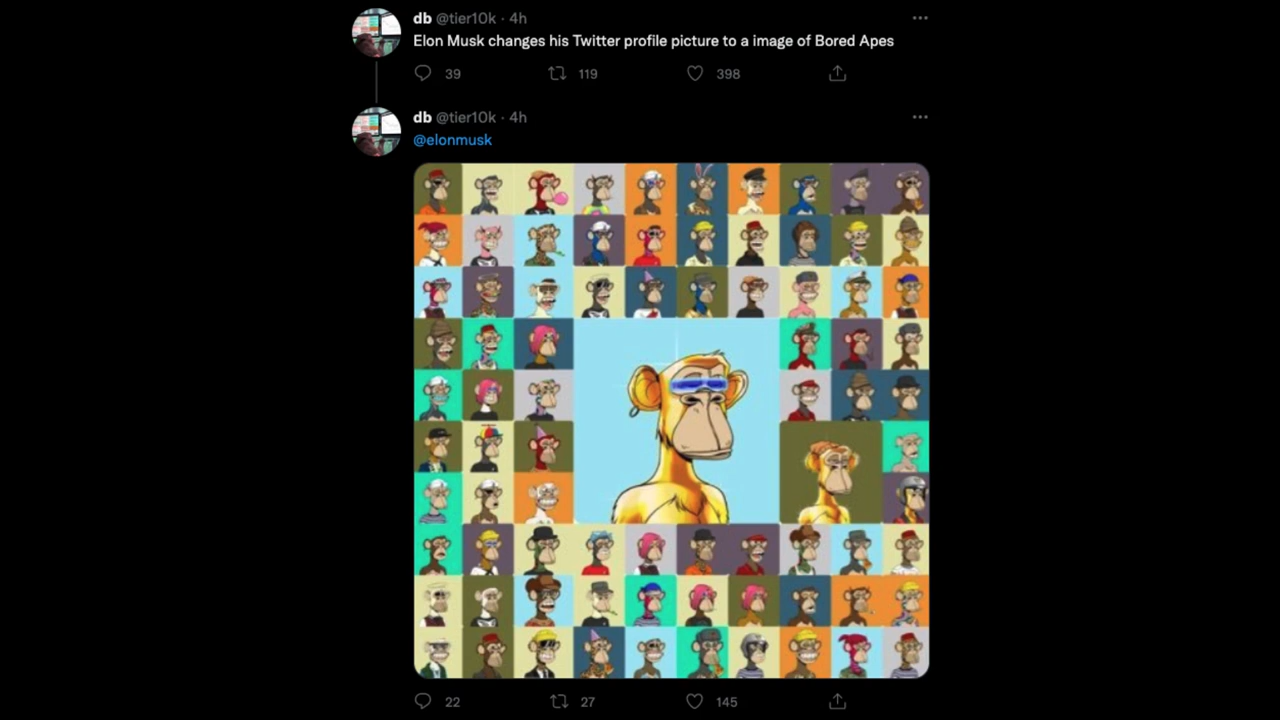 db @tier10k · 4h
Elon Musk changes his Twitter profile picture to a image of Bored Apes
39 119 398
db @tier10k · 4h
@elonmusk
22 27 145